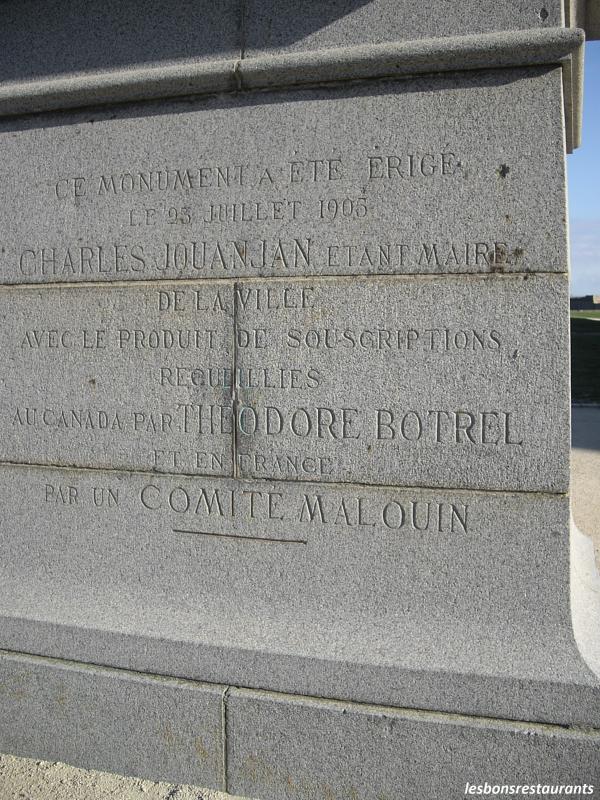 CE MONUMENT A ÉTÉ ÉRIGÉ
LE 23 JUILLET 1905
CHARLES JOUANJAN ETANT MAIRE
DE LA VILLE
AVEC LE PRODUIT DE SOUSCRIPTIONS
RECUEILLIES
AU CANADA PAR THÉODORE BOTREL
ET EN FRANCE
PAR UN COMITÉ MALOUIN
lesbonsrestaurants